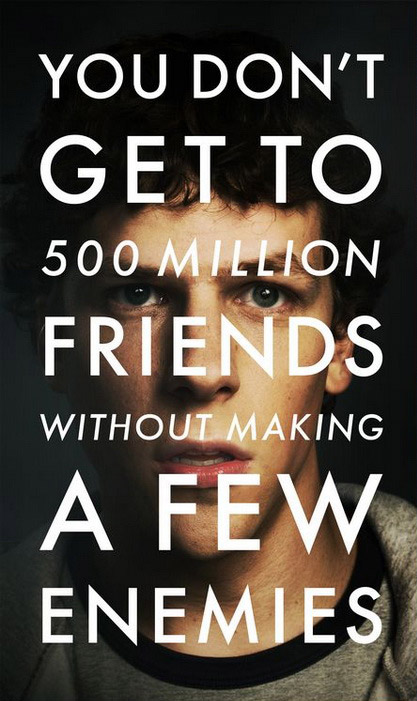 YOU DON'T
GET TO
500 MILLION
FRIENDS
WITHOUT MAKING
A FEW
ENEMIES